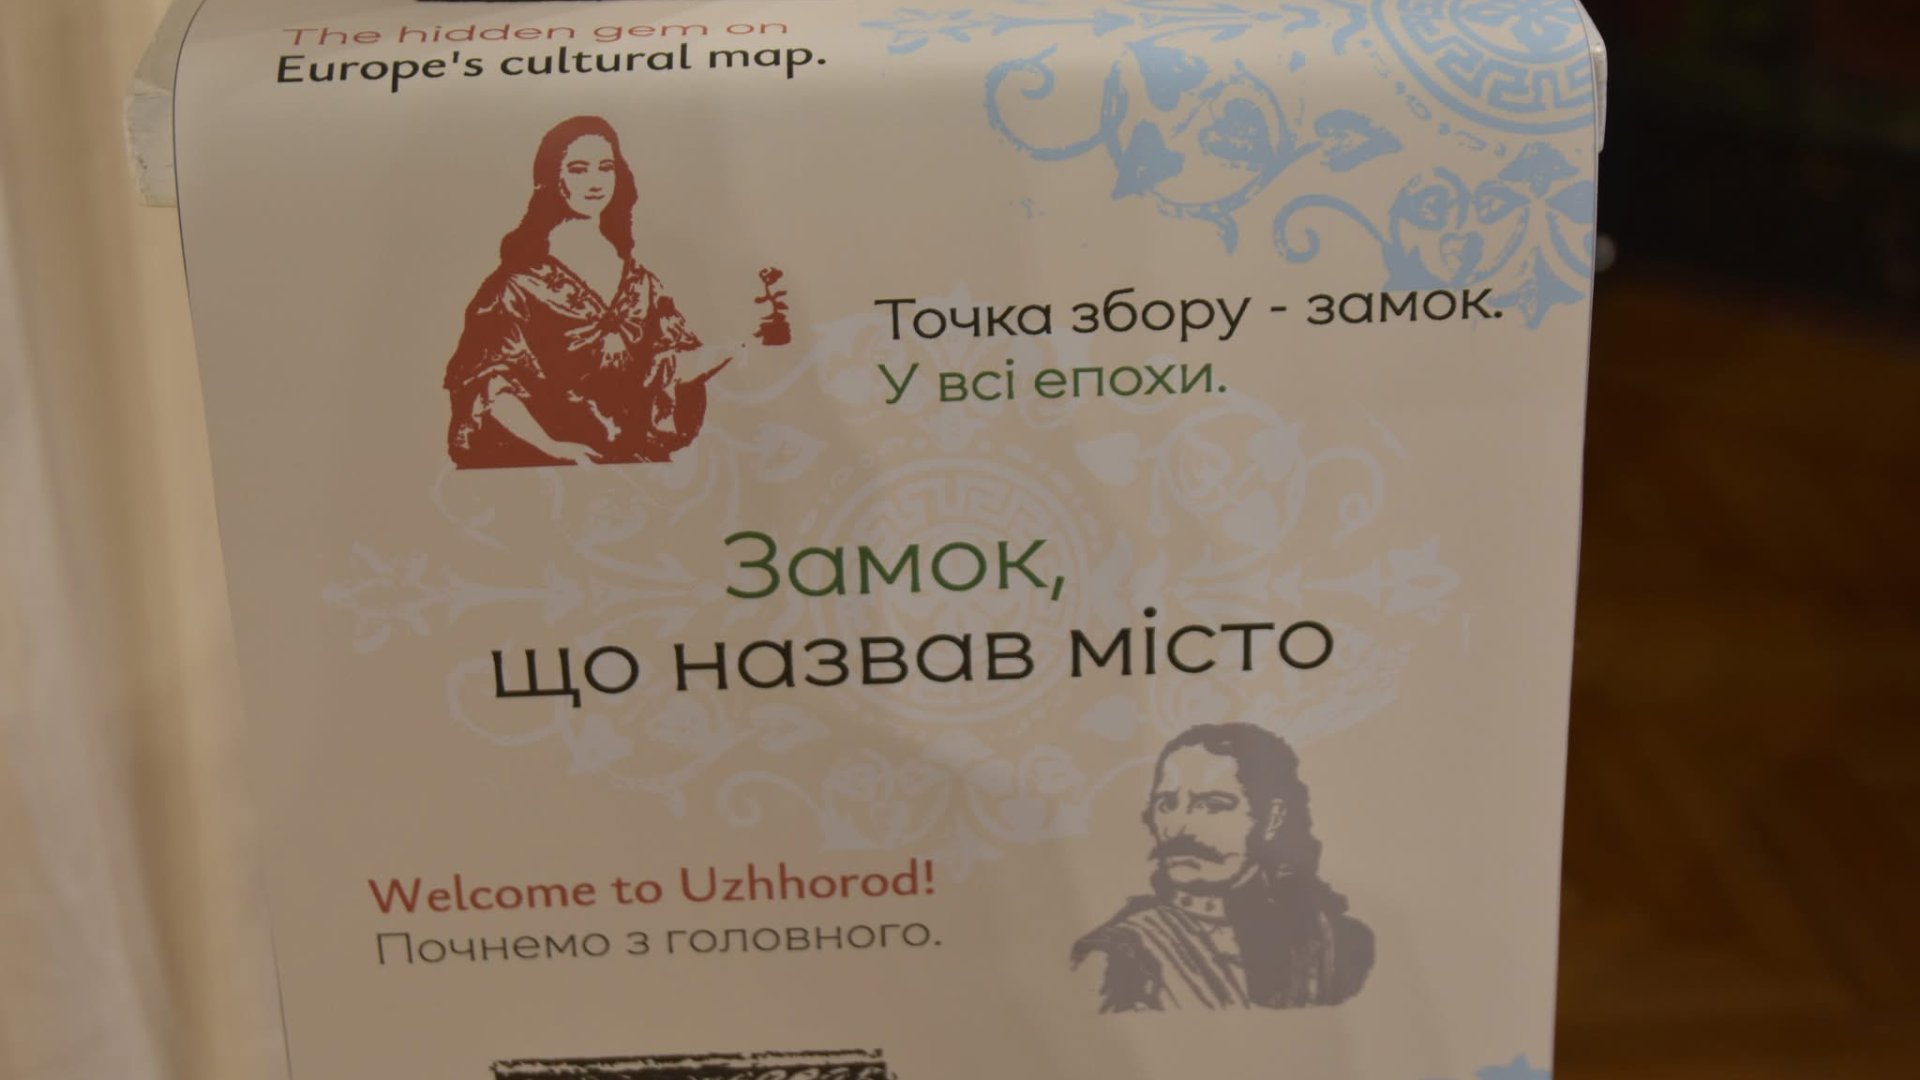 The hidden gem on
Europe's cultural map.
Точка збору - замок.
У всі епохи.
Замок,
що назвав місто
Welcome to Uzhhorod!
Почнемо з головного.